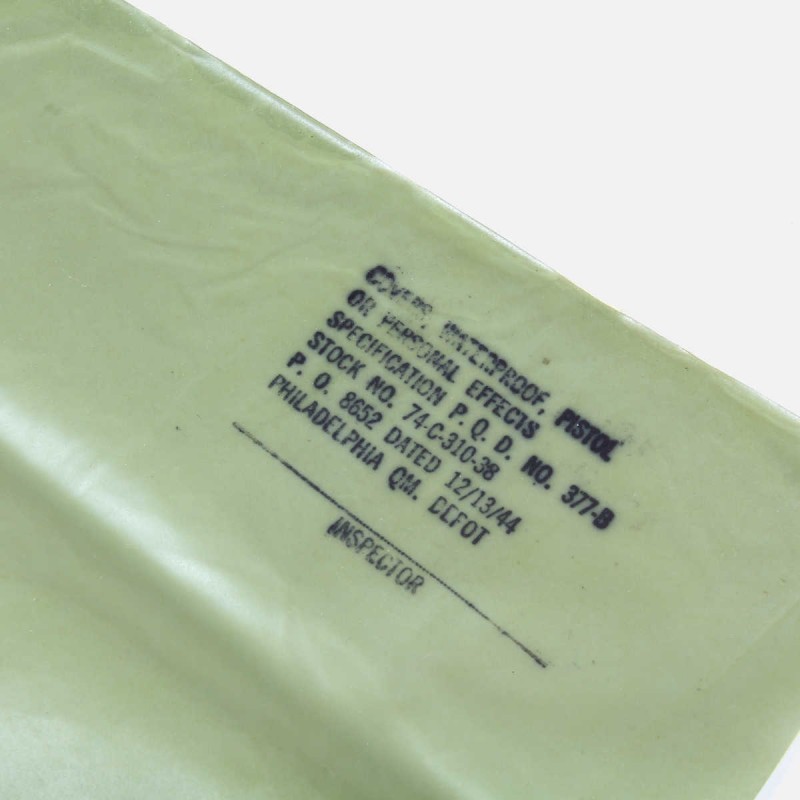 COVERS, WATERPROOF, PISTOL
OR PERSONAL EFFECTS
SPECIFICATION P. Q. D. NO. 377-B
STOCK NO. 74-C-310-38
P. O. 8652 DATED 12/13/44
PHILADELPHIA QM. DEPOT
INSPECTOR